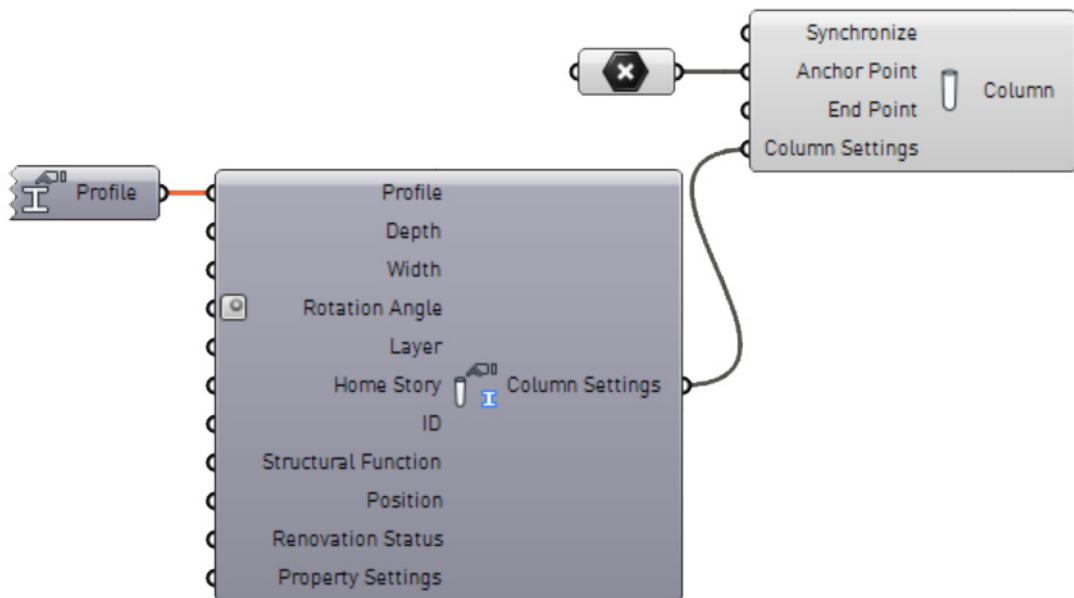 Synchronize
Anchor Point
End Point
Column Settings
Column
Profile
Profile
Depth
Width
Rotation Angle
Layer
Home Story
ID
Structural Function
Position
Renovation Status
Property Settings
Column Settings